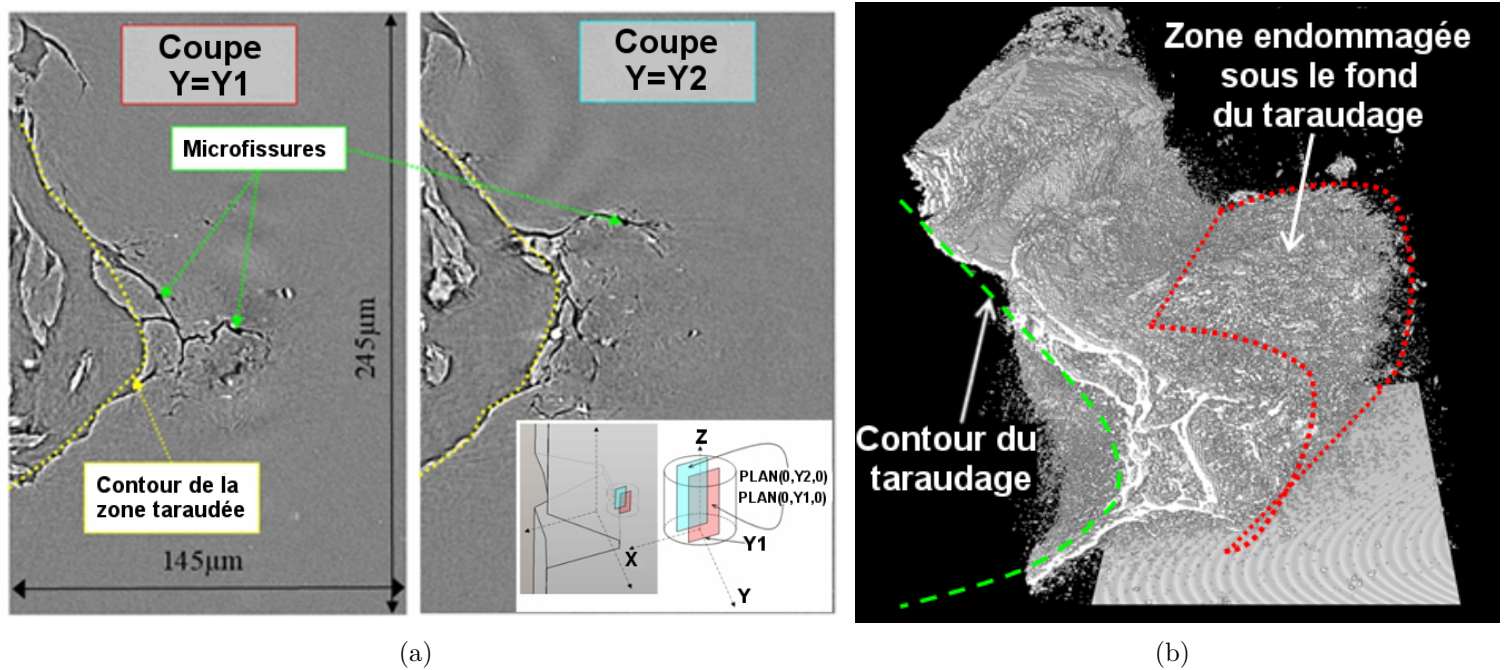 Coupe
Y=Y1
Coupe
Y=Y2
Microfissures
245µm
Contour de la
zone taraudée
145µm
Z
PLAN(0,Y2,0)
PLAN(0,Y1,0)
X
Y1
Y
(a)
Zone endommagée
sous le fond
du taraudage
Contour du
taraudage
(b)